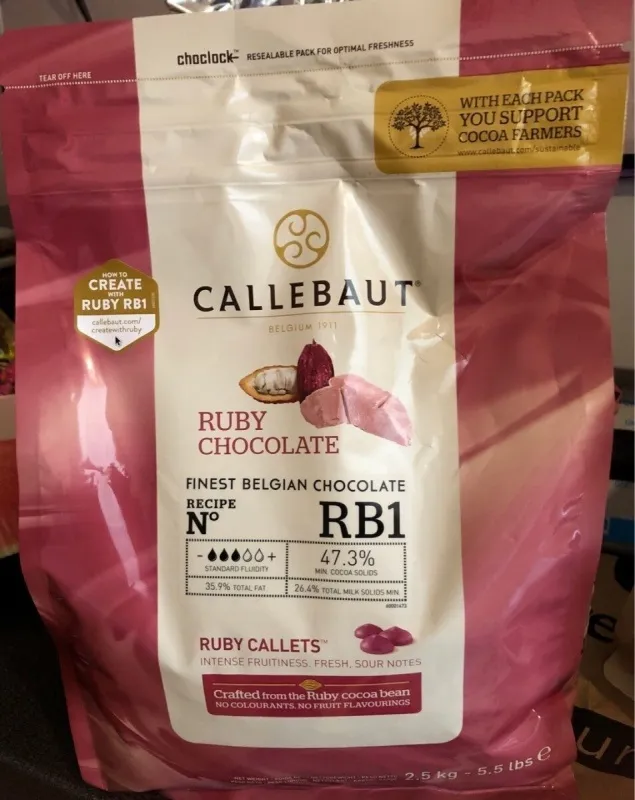 choclock™ RESEALABLE PACK FOR OPTIMAL FRESHNESS
TEAR OFF HERE
WITH EACH PACK
YOU SUPPORT
COCOA FARMERS
www.callebaut.com/sustainable
HOW TO
CREATE
WITH
RUBY RB1
callebaut.com/
createwithruby
CALLEBAUT®
BELGIUM 1911
RUBY
CHOCOLATE
FINEST BELGIAN CHOCOLATE
RECIPE
N° RB1
- +
STANDARD FLUIDITY
47.3%
MIN. COCOA SOLIDS
35.9% TOTAL FAT
26.4% TOTAL MILK SOLIDS MIN.
RUBY CALLETS™
INTENSE FRUITINESS, FRESH, SOUR NOTES
Crafted from the Ruby cocoa bean
NO COLOURANTS. NO FRUIT FLAVOURINGS
2.5 kg - 5.5 lbs e